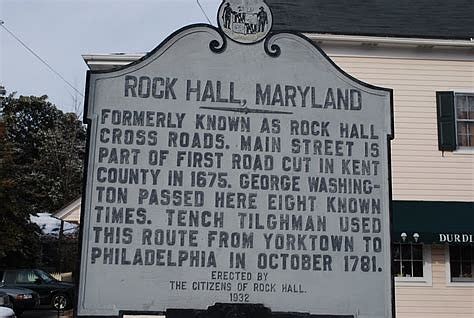 ROCK HALL, MARYLAND
FORMERLY KNOWN AS ROCK HALL
CROSS ROADS. MAIN STREET IS
PART OF FIRST ROAD CUT IN KENT
COUNTY IN 1675. GEORGE WASHING-
TON PASSED HERE EIGHT KNOWN
TIMES. TENCH TILGHMAN USED
THIS ROUTE FROM YORKTOWN TO
PHILADELPHIA IN OCTOBER 1781.
ERECTED BY
THE CITIZENS OF ROCK HALL.
1932
DURDI